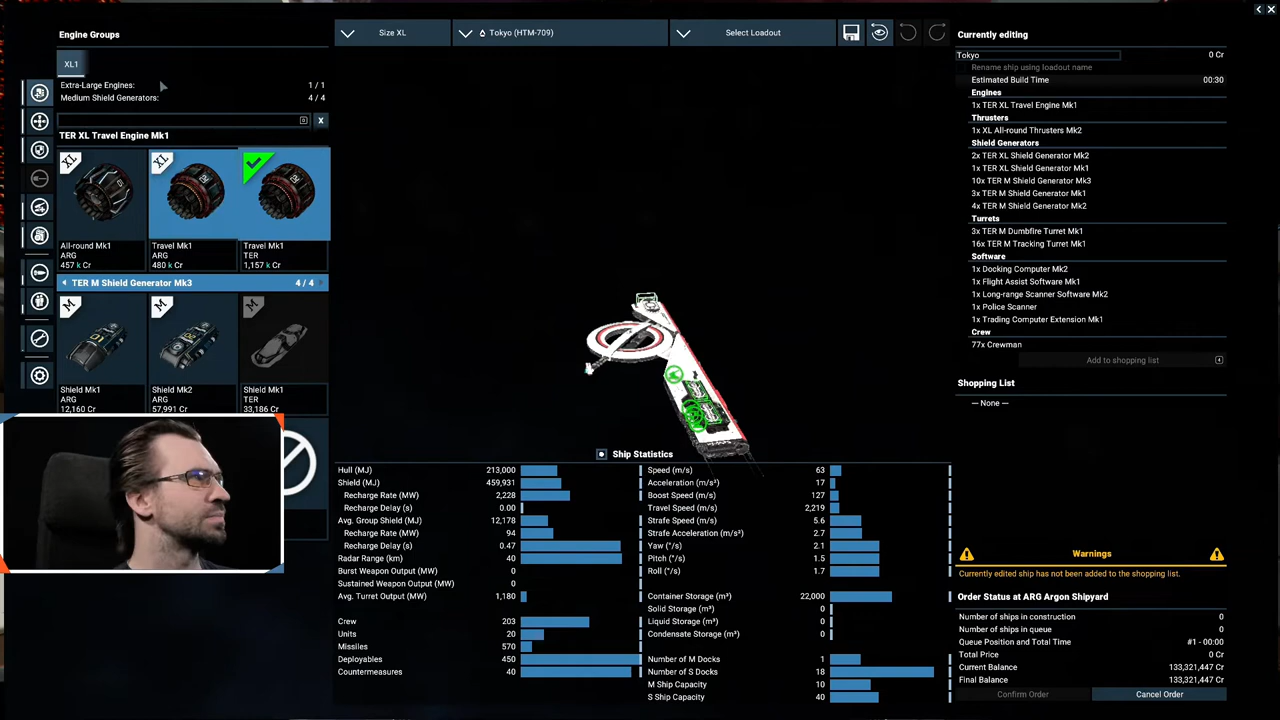 Engine Groups
XL1
Extra-Large Engines: 1 / 1
Medium Shield Generators: 4 / 4
X
TER XL Travel Engine Mk1
XL
XL
All-round Mk1
ARG
457 k Cr
Travel Mk1
ARG
480 k Cr
Travel Mk1
TER
1,157 k Cr
TER M Shield Generator Mk3 4 / 4
M
M
M
Shield Mk1
ARG
12,160 Cr
Shield Mk2
ARG
57,991 Cr
Shield Mk1
TER
33,186 Cr
Size XL
Tokyo (HTM-709)
Select Loadout
Ship Statistics
Hull (MJ) 213,000
Shield (MJ) 459,931
Recharge Rate (MW) 2,228
Recharge Delay (s) 0.00
Avg. Group Shield (MJ) 12,178
Recharge Rate (MW) 94
Recharge Delay (s) 0.47
Radar Range (km) 40
Burst Weapon Output (MW) 0
Sustained Weapon Output (MW) 0
Avg. Turret Output (MW) 1,180
Crew 203
Units 20
Missiles 570
Deployables 450
Countermeasures 40
Speed (m/s) 63
Acceleration (m/s²) 17
Boost Speed (m/s) 127
Travel Speed (m/s) 2,219
Strafe Speed (m/s) 5.6
Strafe Acceleration (m/s²) 2.7
Yaw (°/s) 2.1
Pitch (°/s) 1.5
Roll (°/s) 1.7
Container Storage (m³) 22,000
Solid Storage (m³) 0
Liquid Storage (m³) 0
Condensate Storage (m³) 0
Number of M Docks 1
Number of S Docks 18
M Ship Capacity 10
S Ship Capacity 40
Currently editing
Tokyo 0 Cr
Rename ship using loadout name
Estimated Build Time 00:30
Engines
1x TER XL Travel Engine Mk1
Thrusters
1x XL All-round Thrusters Mk2
Shield Generators
2x TER XL Shield Generator Mk2
1x TER XL Shield Generator Mk1
10x TER M Shield Generator Mk3
3x TER M Shield Generator Mk1
4x TER M Shield Generator Mk2
Turrets
3x TER M Dumbfire Turret Mk1
16x TER M Tracking Turret Mk1
Software
1x Docking Computer Mk2
1x Flight Assist Software Mk1
1x Long-range Scanner Software Mk2
1x Police Scanner
1x Trading Computer Extension Mk1
Crew
77x Crewman
Add to shopping list
Shopping List
— None —
Warnings
Currently edited ship has not been added to the shopping list.
Order Status at ARG Argon Shipyard
Number of ships in construction 0
Number of ships in queue 0
Queue Position and Total Time #1 - 00:00
Total Price 0 Cr
Current Balance 133,321,447 Cr
Final Balance 133,321,447 Cr
Confirm Order
Cancel Order